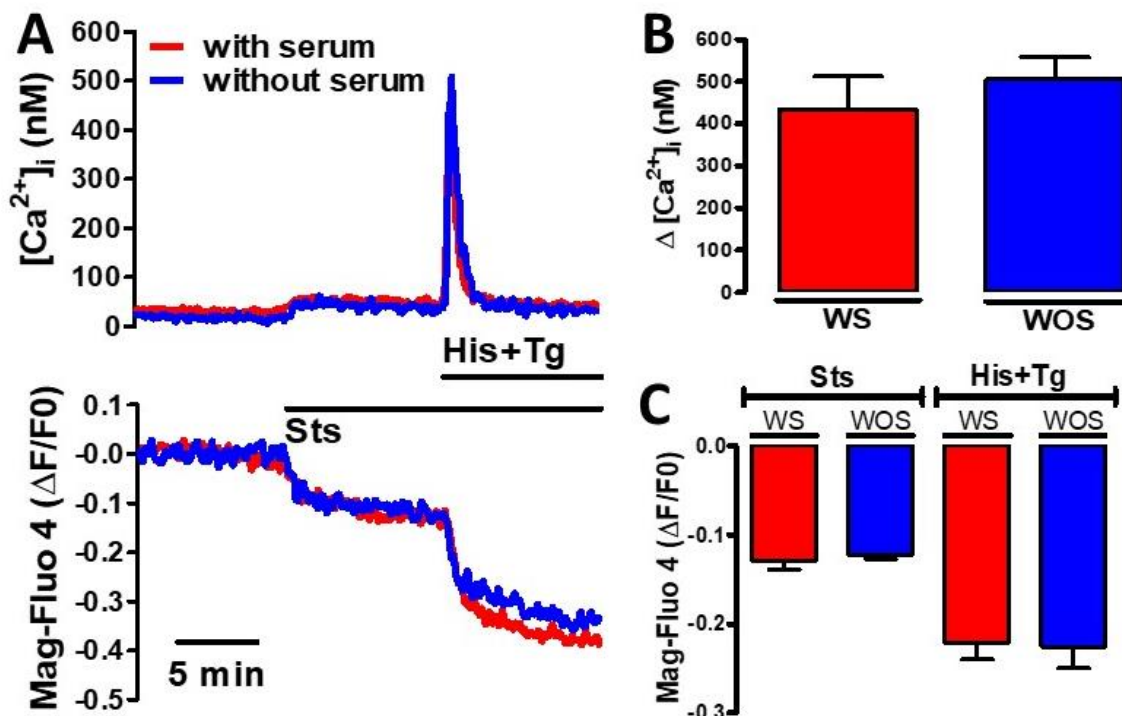 A
600
500
400
300
200
100
0
[Ca²⁺]ᵢ (nM)
with serum
without serum
His+Tg
0.1
-0.0
-0.1
-0.2
-0.3
-0.4
-0.5
Mag-Fluo 4 (ΔF/F0)
Sts
5 min
B
600
500
400
300
200
100
0
Δ [Ca²⁺]ᵢ (nM)
WS
WOS
C
Sts
His+Tg
WS
WOS
WS
WOS
0.0
-0.1
-0.2
-0.3
Mag-Fluo 4 (ΔF/F0)